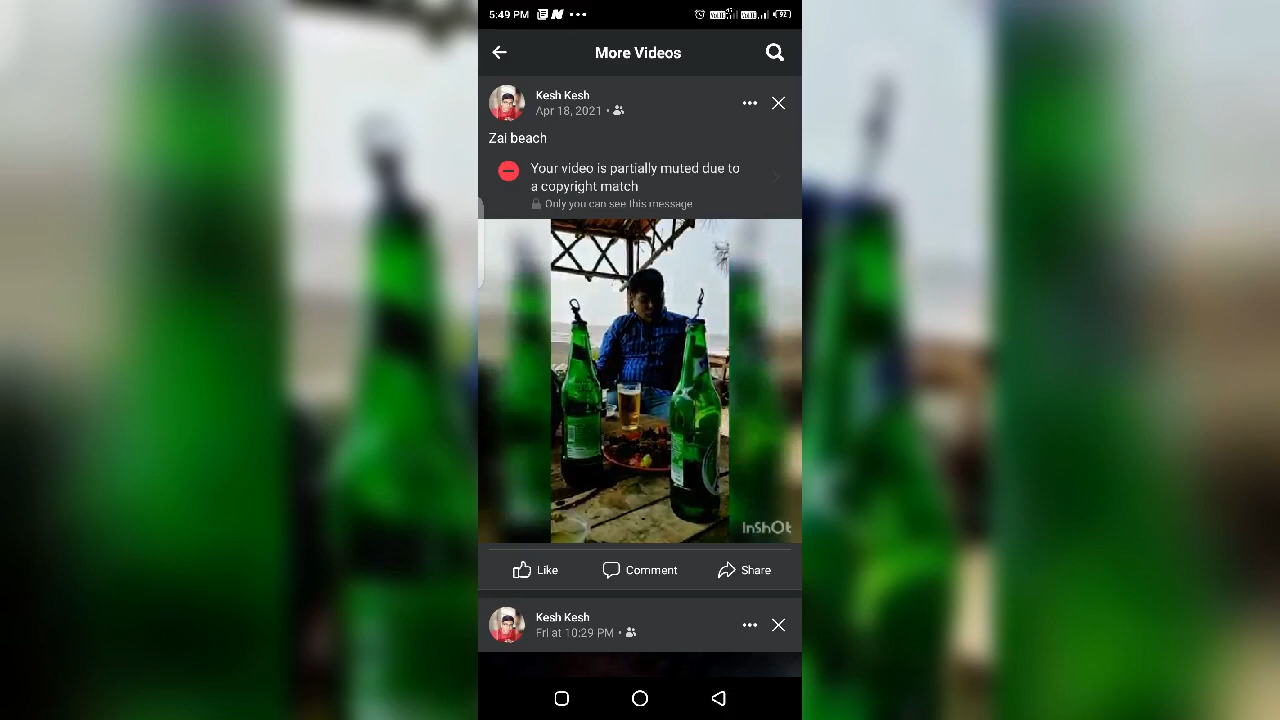 5:49 PM
92
More Videos
Kesh Kesh
Apr 18, 2021
Zai beach
Your video is partially muted due to
a copyright match
Only you can see this message
InShOt
Like
Comment
Share
Kesh Kesh
Fri at 10:29 PM